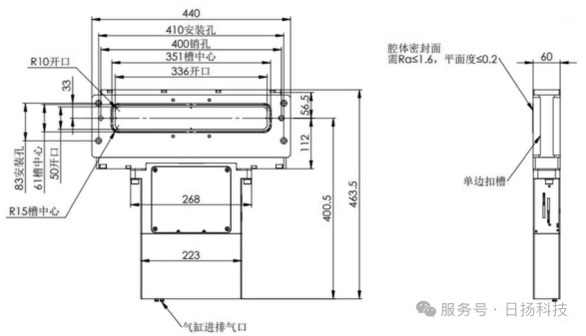 440
410安装孔
400销孔
351槽中心
336开口
R10开口
33
56.5
112
83安装孔
61槽中心
50开口
R15槽中心
268
223
400.5
463.5
气缸进排气口
腔体密封面
需Ra≤1.6，平面度≤0.2
60
单边扣槽
服务号 · 日扬科技